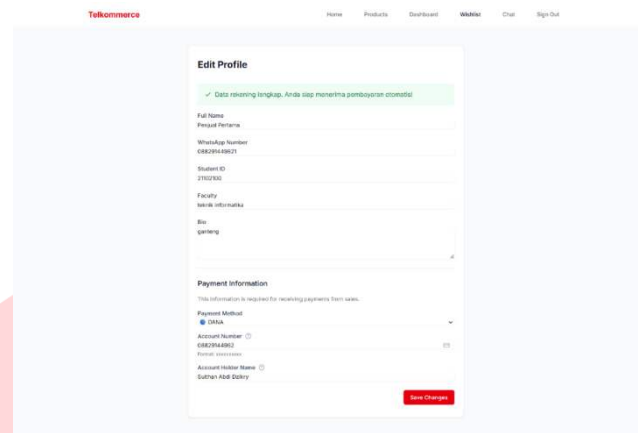 Telkommerce
Home Products Dashboard Wishlist Chat Sign Out
Edit Profile
✓ Data rekening lengkap, Anda siap menerima pembayaran otomatis!
Full Name
Penjual Pertama
WhatsApp Number
Student ID
21102100
Faculty
teknik informatika
Bio
ganteng
Payment Information
This information is required for receiving payments from sales.
Payment Method
DANA
Account Number
Account Holder Name
Sulthan Abdi Dzikry
Save Changes